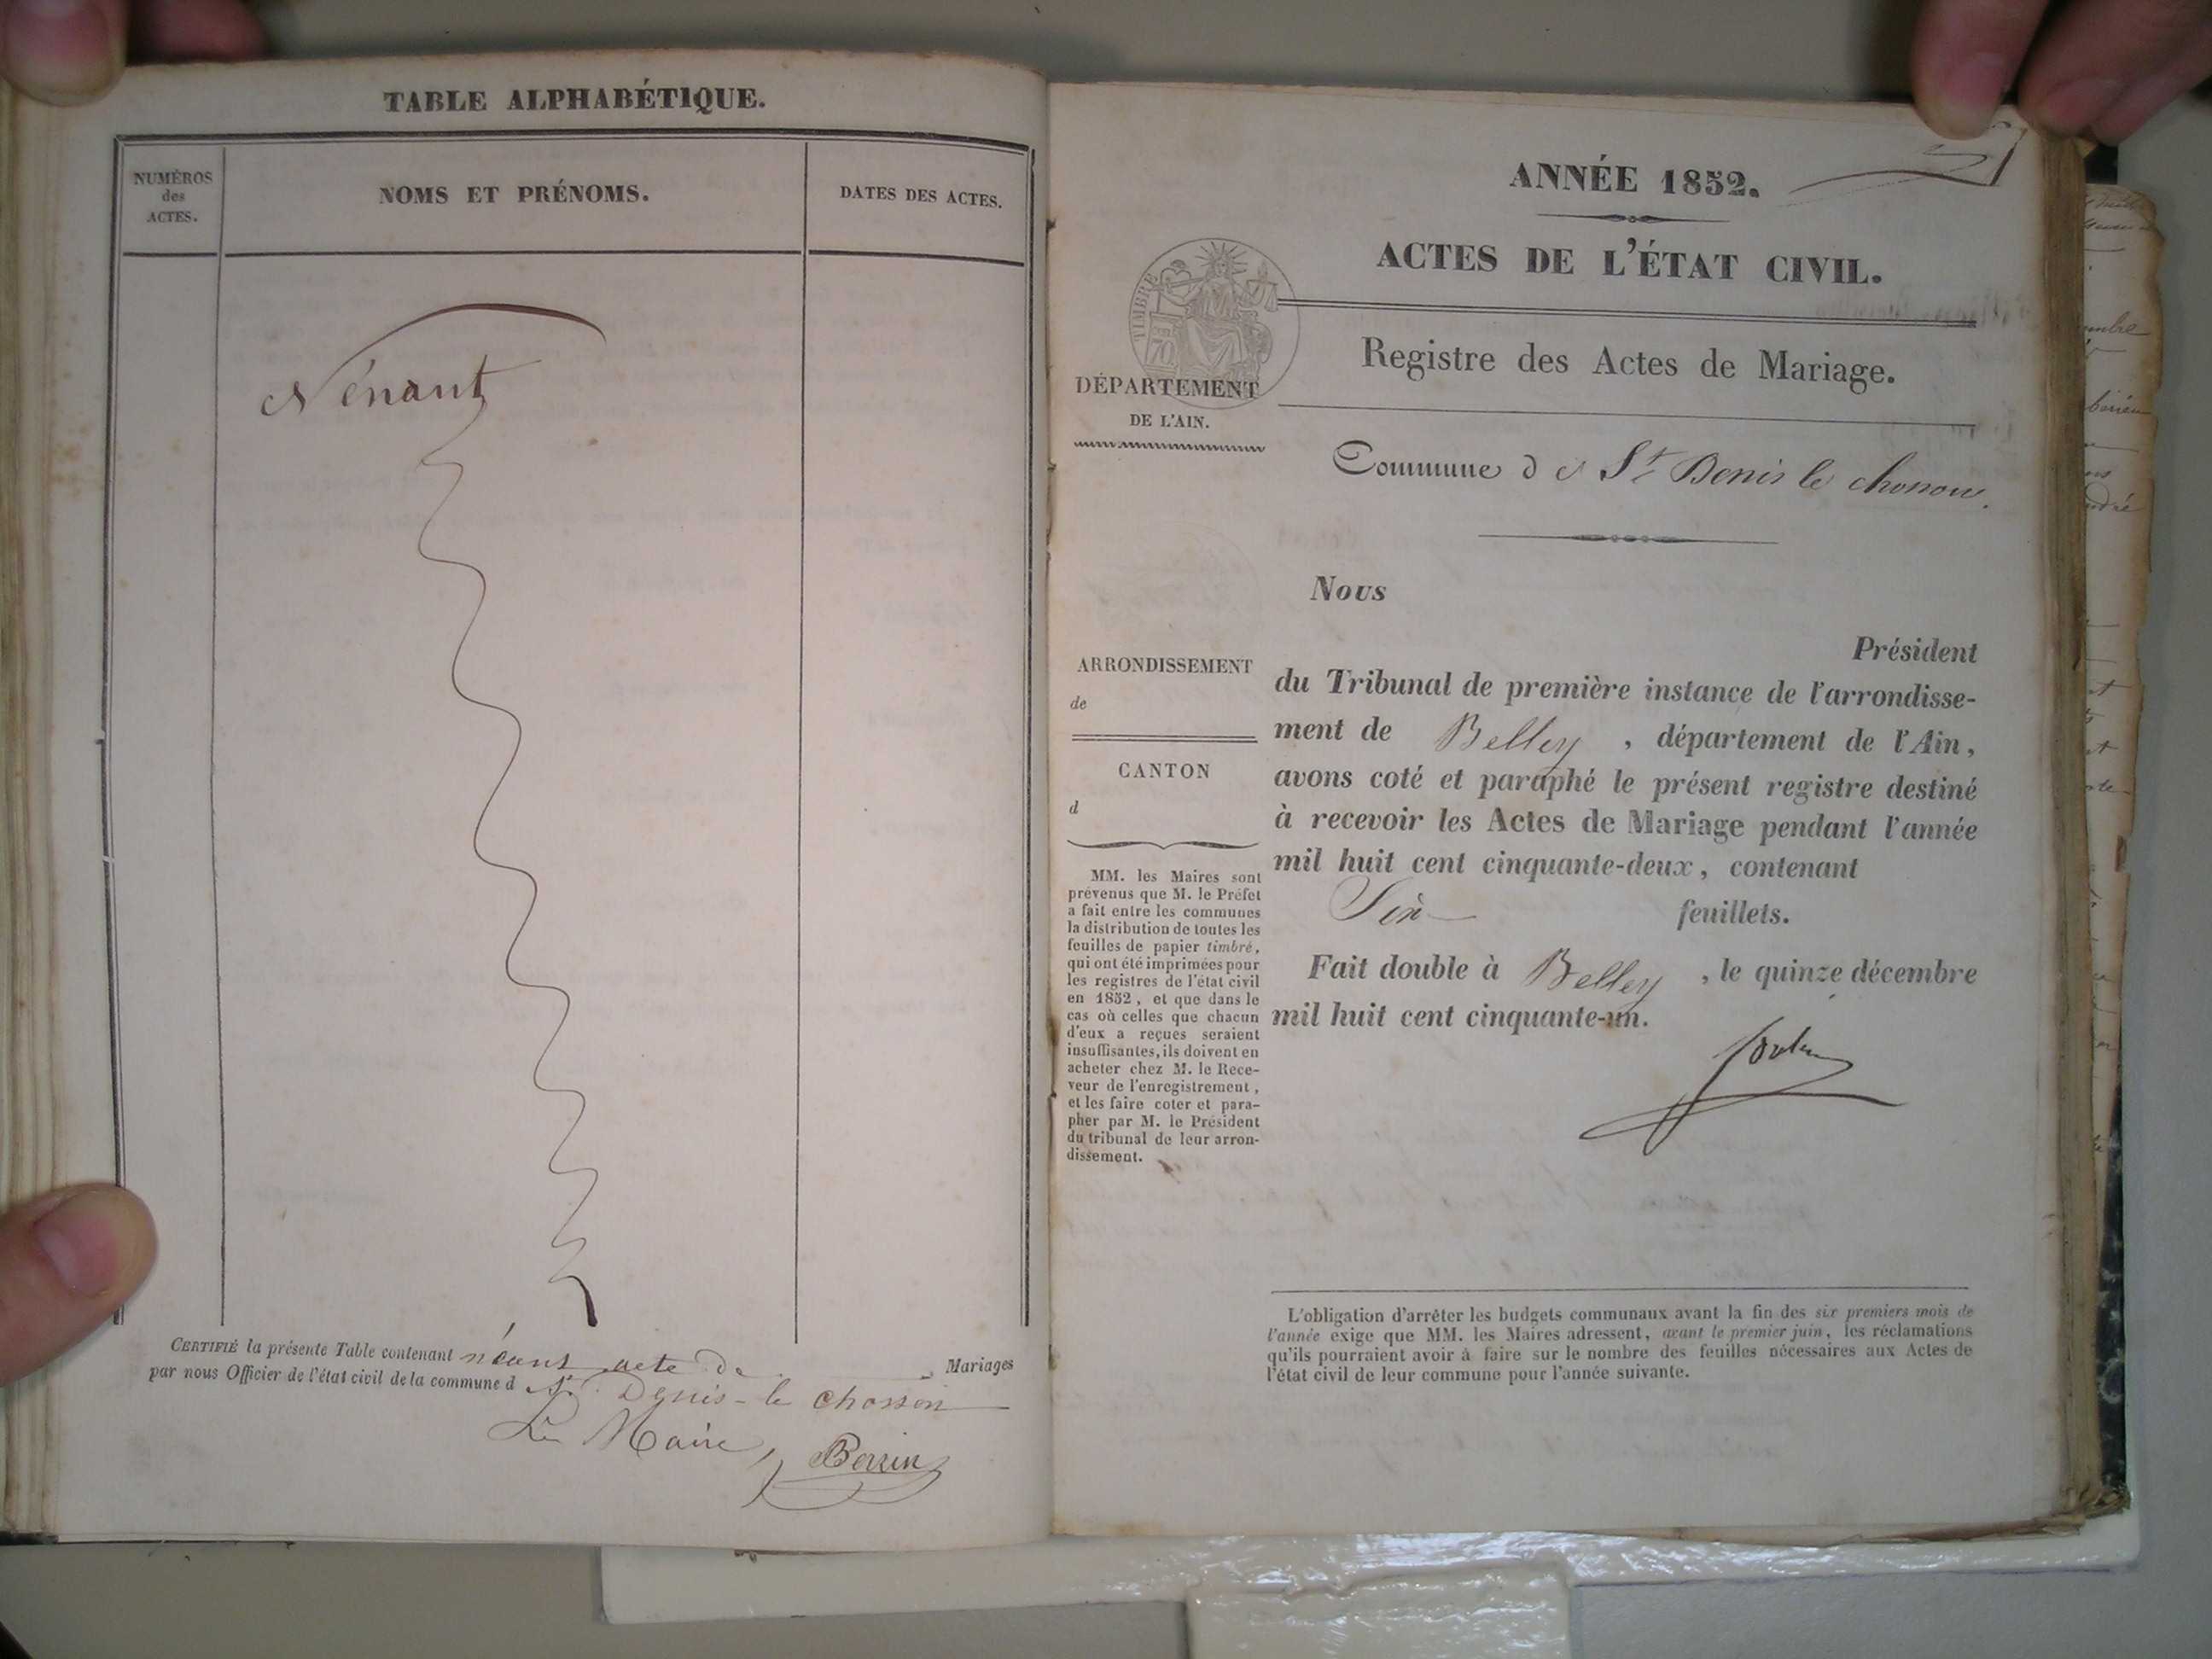 TABLE ALPHABÉTIQUE.
NUMÉROS
des
ACTES.
NOMS ET PRÉNOMS.
DATES DES ACTES.
Nénant
CERTIFIÉ la présente Table contenant néant acte de Mariages
par nous Officier de l'état civil de la commune d St. Denis-le chosson
Le Maire,
Perrin
ANNÉE 1852.
ACTES DE L'ÉTAT CIVIL.
TIMBRE
70
Registre des Actes de Mariage.
DÉPARTEMENT
DE L'AIN.
Commune de St Denis le chosson.
Nous
Président
du Tribunal de première instance de l'arrondisse-
ment de Belley, département de l'Ain,
avons coté et paraphé le présent registre destiné
à recevoir les Actes de Mariage pendant l'année
mil huit cent cinquante-deux, contenant
Six feuillets.
Fait double à Belley, le quinze décembre
mil huit cent cinquante-un.
ARRONDISSEMENT
de
CANTON
d
MM. les Maires sont
prévenus que M. le Préfet
a fait entre les communes
la distribution de toutes les
feuilles de papier timbré,
qui ont été imprimées pour
les registres de l'état civil
en 1852, et que dans le
cas où celles que chacun
d'eux a reçues seraient
insuffisantes, ils doivent en
acheter chez M. le Rece-
veur de l'enregistrement,
et les faire coter et para-
pher par M. le Président
du tribunal de leur arron-
dissement.
L'obligation d'arrêter les budgets communaux avant la fin des six premiers mois de
l'année exige que MM. les Maires adressent, avant le premier juin, les réclamations
qu'ils pourraient avoir à faire sur le nombre des feuilles nécessaires aux Actes de
l'état civil de leur commune pour l'année suivante.